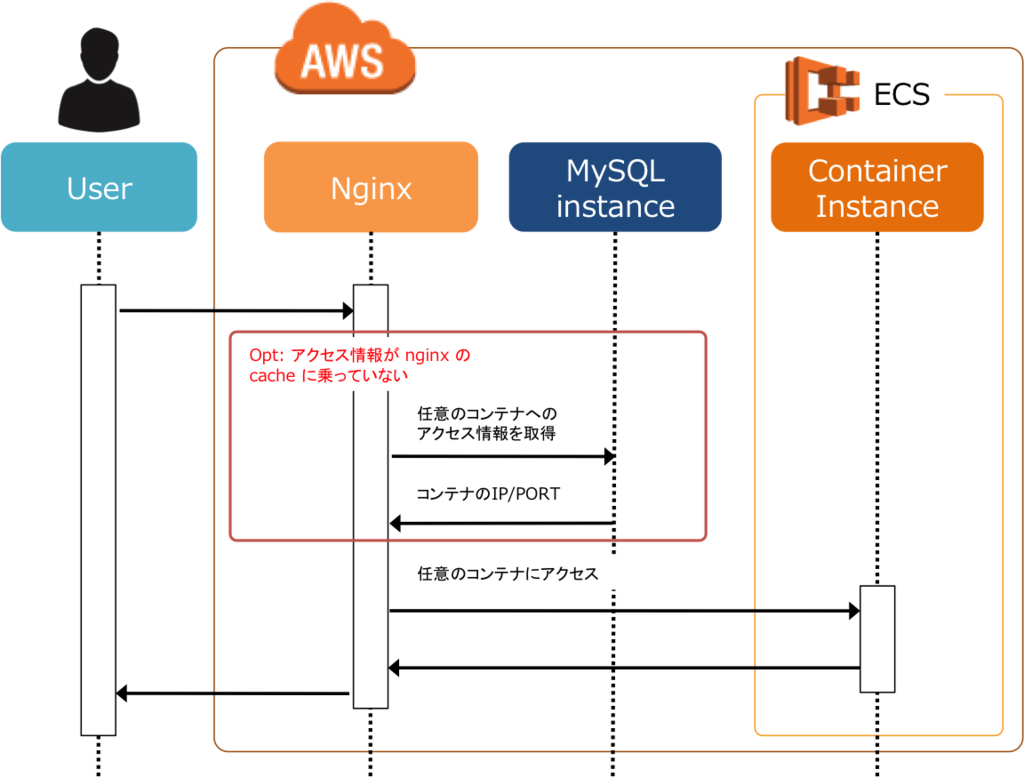 AWS
ECS
User
Nginx
MySQL
instance
Container
Instance
Opt: アクセス情報が nginx の
cache に乗っていない
任意のコンテナへの
アクセス情報を取得
コンテナのIP/PORT
任意のコンテナにアクセス